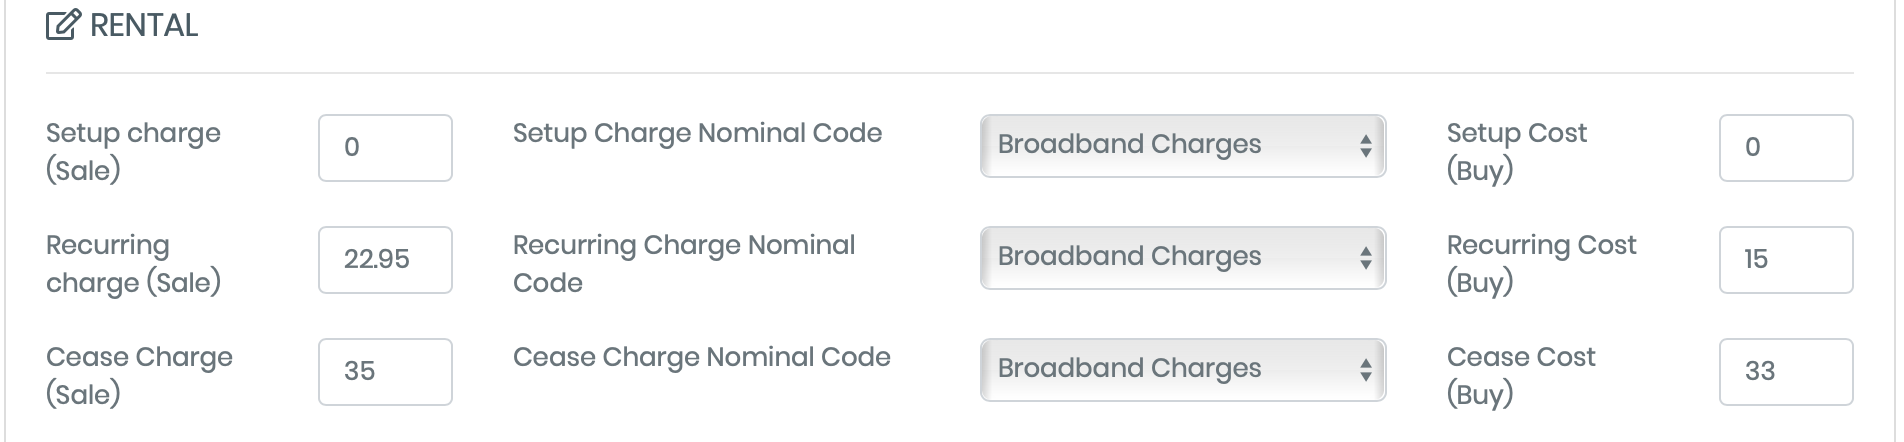 RENTAL
Setup charge (Sale)
0
Setup Charge Nominal Code
Broadband Charges
Setup Cost (Buy)
0
Recurring charge (Sale)
22.95
Recurring Charge Nominal Code
Broadband Charges
Recurring Cost (Buy)
15
Cease Charge (Sale)
35
Cease Charge Nominal Code
Broadband Charges
Cease Cost (Buy)
33